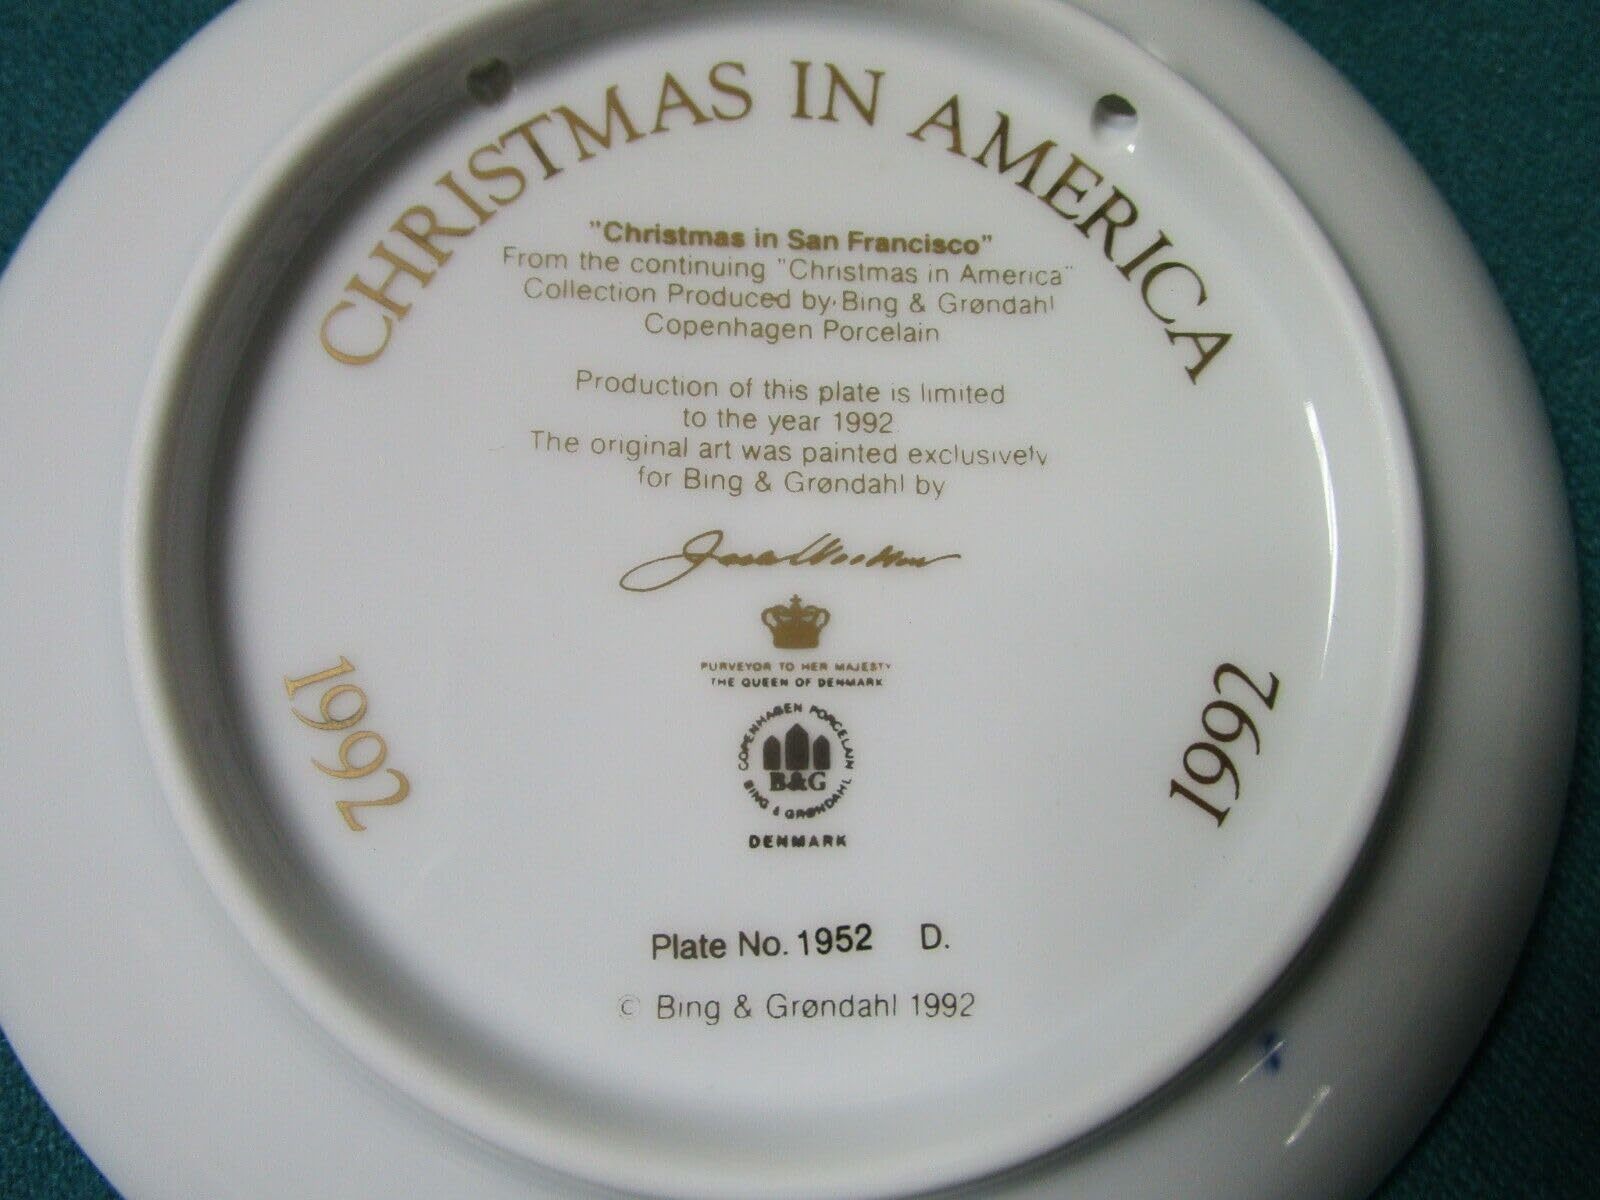 CHRISTMAS IN AMERICA
"Christmas in San Francisco"
From the continuing "Christmas in America"
Collection Produced by Bing & Grøndahl
Copenhagen Porcelain
Production of this plate is limited
to the year 1992
The original art was painted exclusively
for Bing & Grøndahl by
PURVEYOR TO HER MAJESTY
THE QUEEN OF DENMARK
COPENHAGEN PORCELAIN
B&G
BING & GRØNDAHL
DENMARK
1992
1992
Plate No. 1952 D.
© Bing & Grøndahl 1992